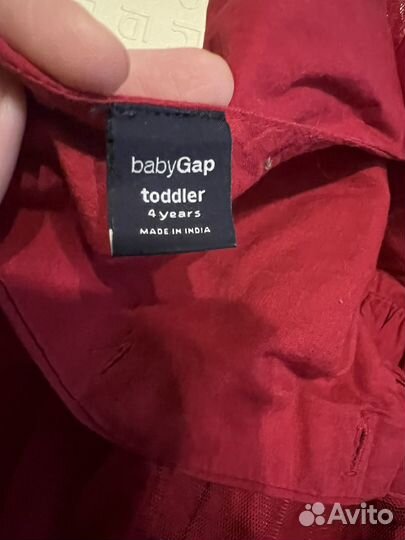 babyGap
toddler
4 years
MADE IN INDIA
Avito